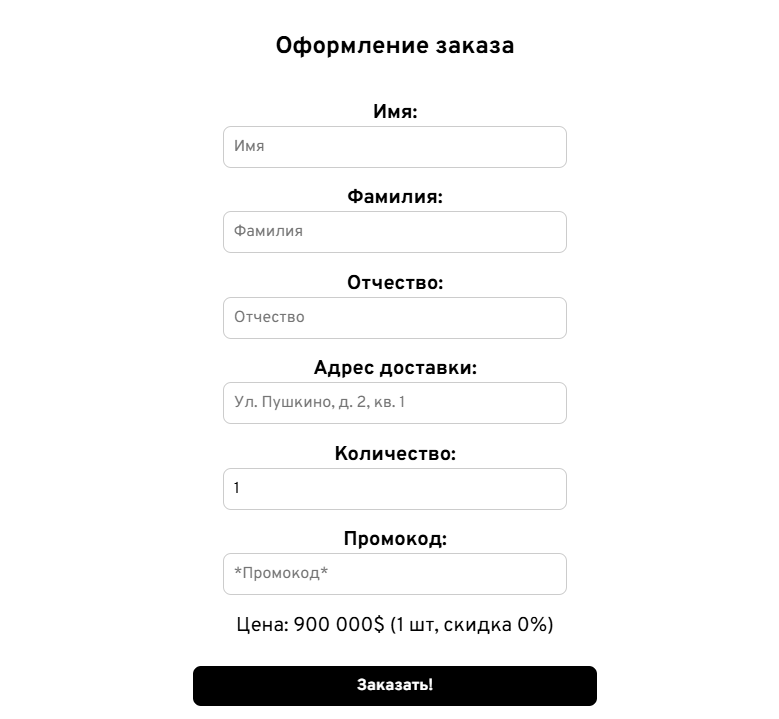 Оформление заказа
Имя:
Имя
Фамилия:
Фамилия
Отчество:
Отчество
Адрес доставки:
Ул. Пушкино, д. 2, кв. 1
Количество:
1
Промокод:
*Промокод*
Цена: 900 000$ (1 шт, скидка 0%)
Заказать!